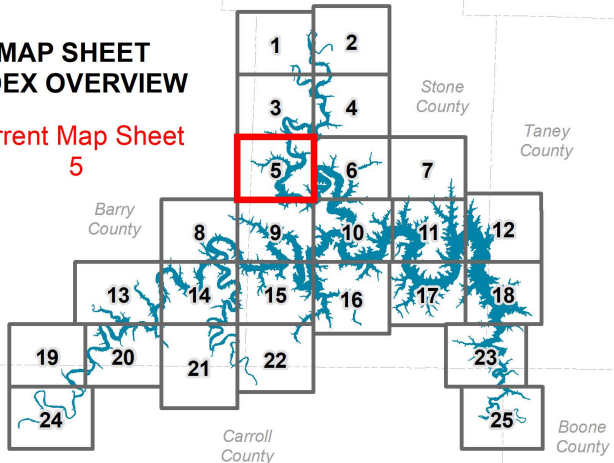 MAP SHEET
DEX OVERVIEW
rrent Map Sheet
5
1
2
3
4
Stone
County
Taney
County
5
6
7
Barry
County
8
9
10
11
12
13
14
15
16
17
18
19
20
21
22
23
24
25
Carroll
County
Boone
County